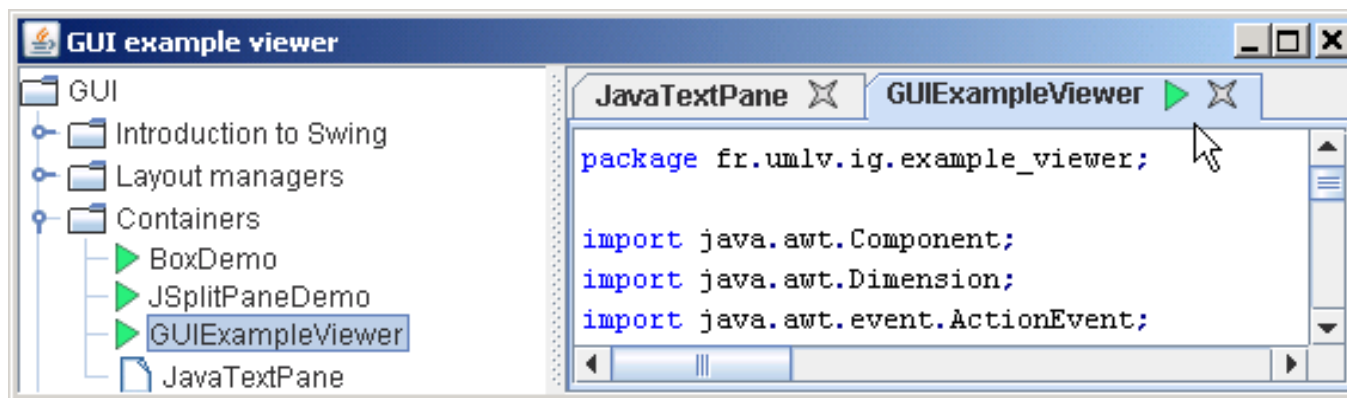 GUI example viewer
GUI
Introduction to Swing
Layout managers
Containers
BoxDemo
JSplitPaneDemo
GUIExampleViewer
JavaTextPane
JavaTextPane GUIExampleViewer
package fr.umlv.ig.example_viewer;
import java.awt.Component;
import java.awt.Dimension;
import java.awt.event.ActionEvent;